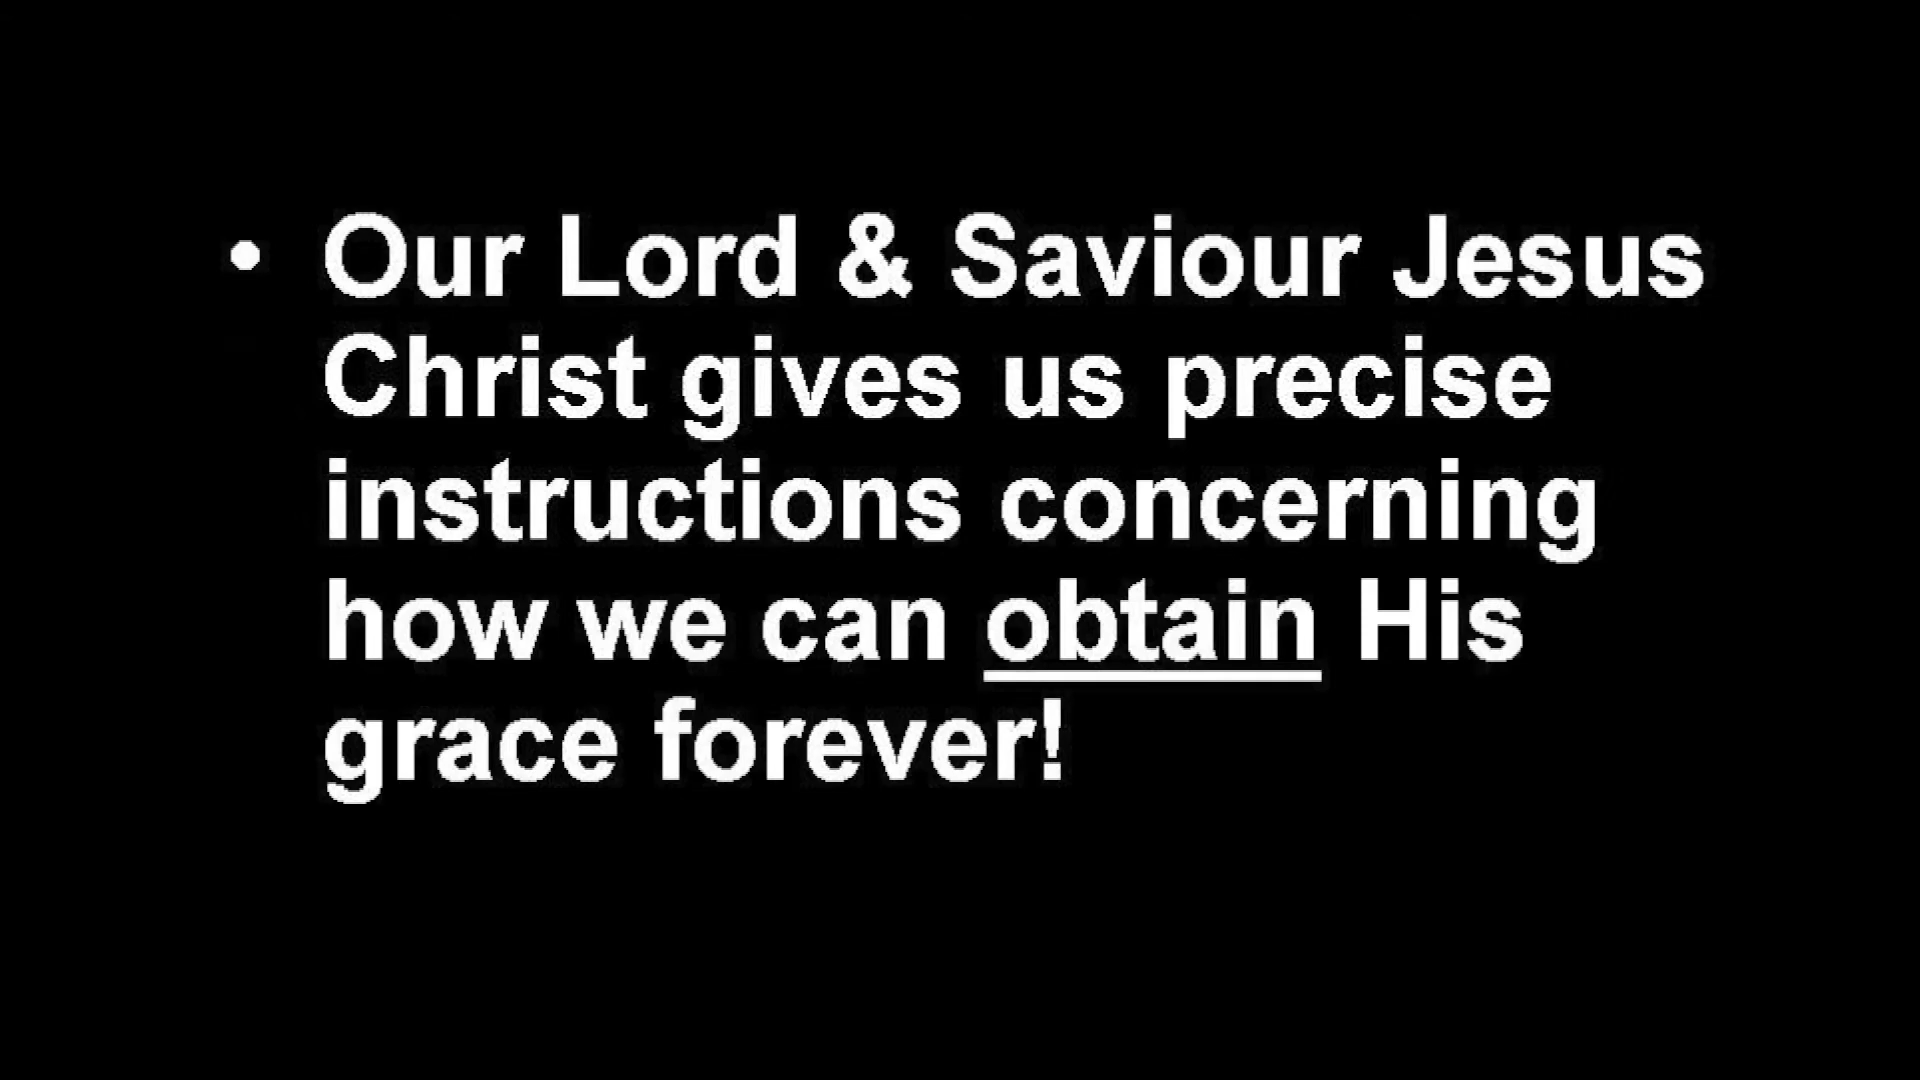 • Our Lord & Saviour Jesus
Christ gives us precise
instructions concerning
how we can obtain His
grace forever!